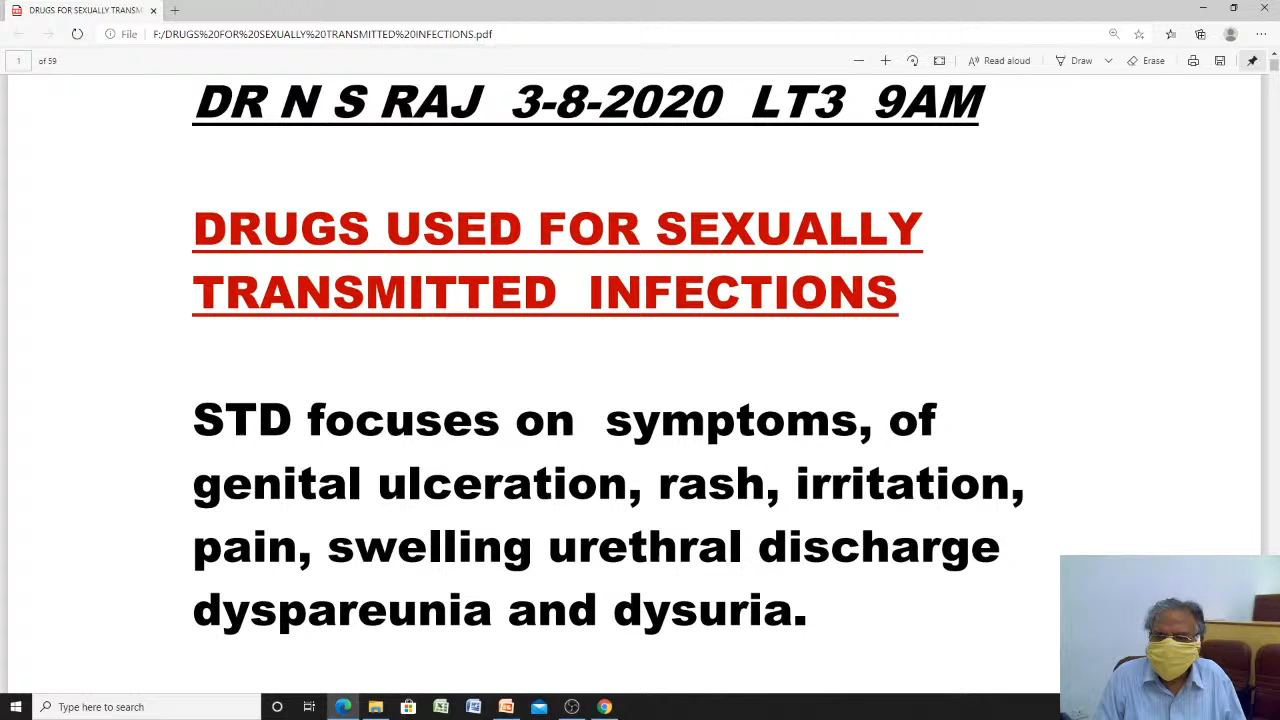 DRUGS FOR SEXUALLY TRANSM
File F:/DRUGS%20FOR%20SEXUALLY%20TRANSMITTED%20INFECTIONS.pdf
1 of 59 Read aloud Draw Erase
DR N S RAJ 3-8-2020 LT3 9AM
DRUGS USED FOR SEXUALLY
TRANSMITTED INFECTIONS
STD focuses on symptoms, of
genital ulceration, rash, irritation,
pain, swelling urethral discharge
dyspareunia and dysuria.
Type here to search